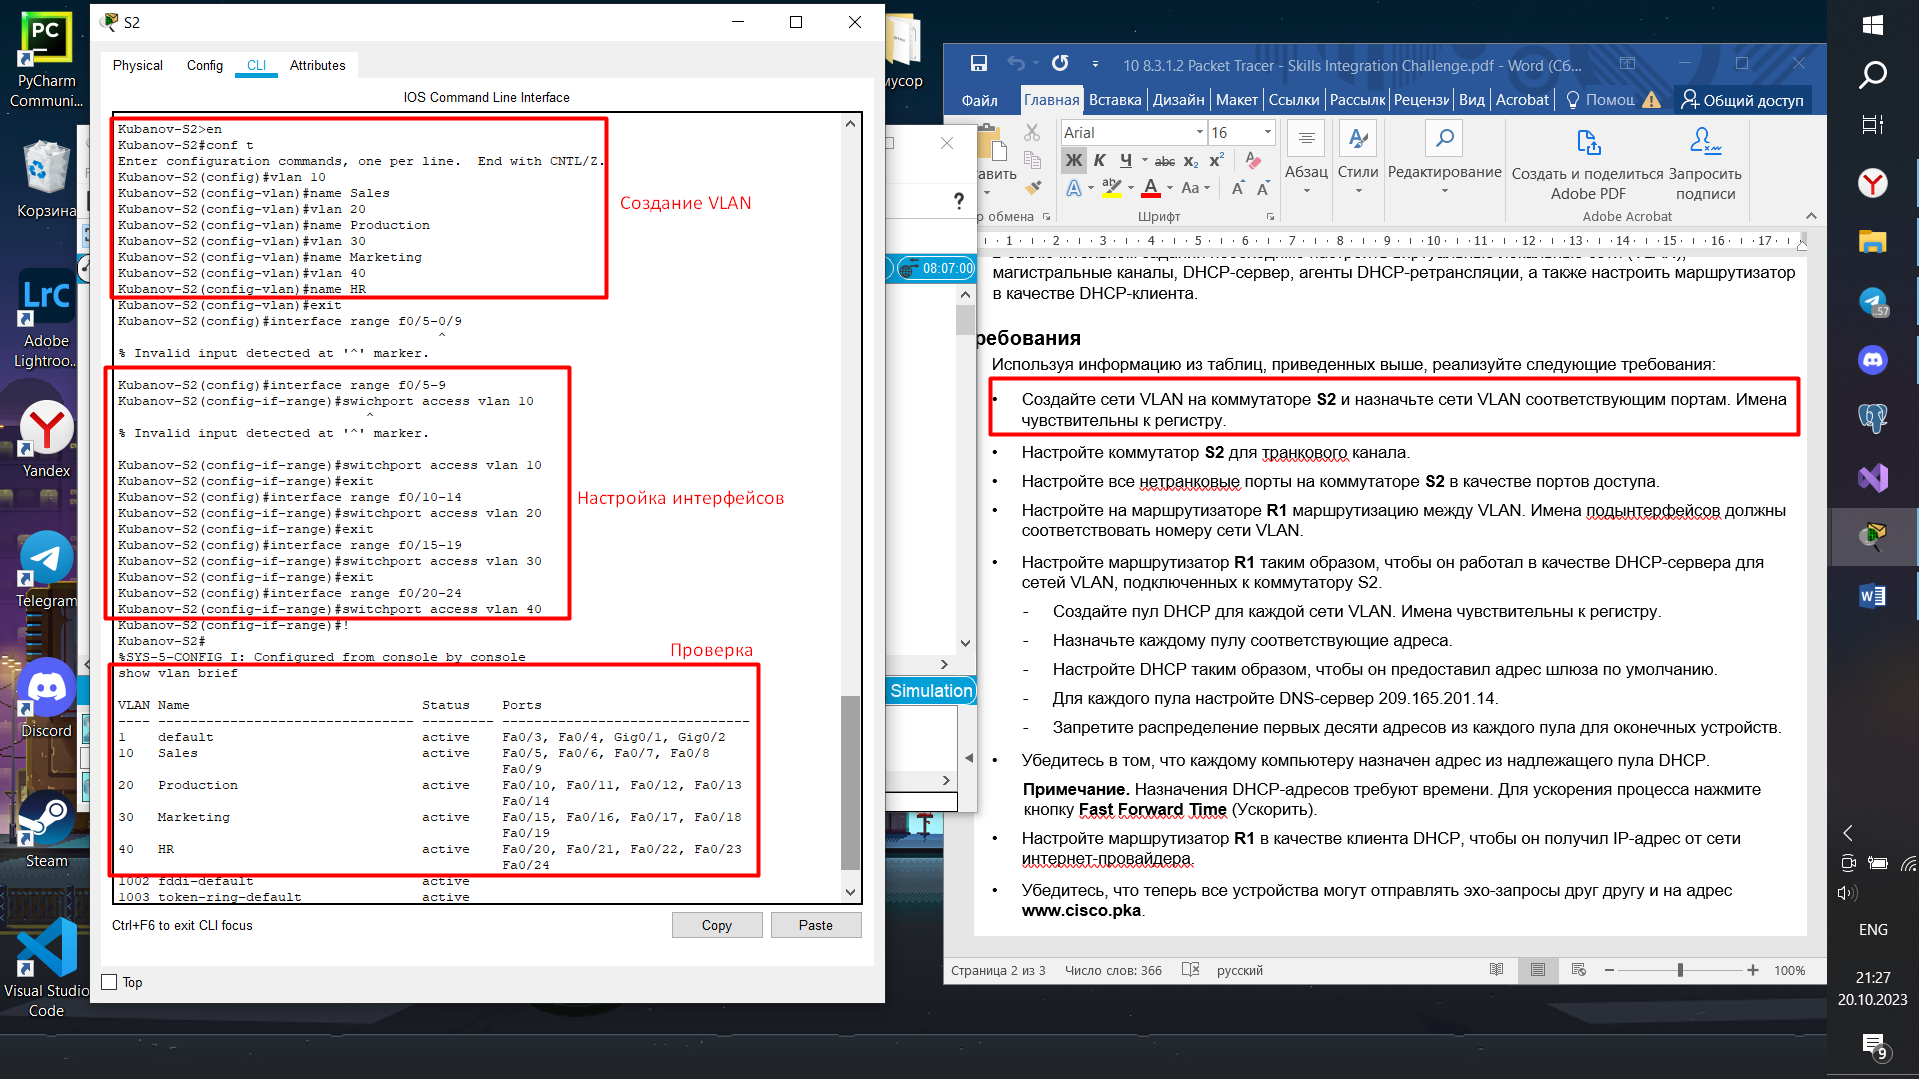 PyCharm
Communi...
Корзина
Adobe
Lightroo...
Yandex
Telegram
Discord
Steam
Visual Studio
Code
S2
Physical
Config
CLI
Attributes
IOS Command Line Interface
Kubanov-S2>en
Kubanov-S2#conf t
Enter configuration commands, one per line.  End with CNTL/Z.
Kubanov-S2(config)#vlan 10
Kubanov-S2(config-vlan)#name Sales
Kubanov-S2(config-vlan)#vlan 20
Kubanov-S2(config-vlan)#name Production
Kubanov-S2(config-vlan)#vlan 30
Kubanov-S2(config-vlan)#name Marketing
Kubanov-S2(config-vlan)#vlan 40
Kubanov-S2(config-vlan)#name HR
Kubanov-S2(config-vlan)#exit
Kubanov-S2(config)#interface range f0/5-0/9
^
% Invalid input detected at '^' marker.
Kubanov-S2(config)#interface range f0/5-9
Kubanov-S2(config-if-range)#swichport access vlan 10
^
% Invalid input detected at '^' marker.
Kubanov-S2(config-if-range)#switchport access vlan 10
Kubanov-S2(config-if-range)#exit
Kubanov-S2(config)#interface range f0/10-14
Kubanov-S2(config-if-range)#switchport access vlan 20
Kubanov-S2(config-if-range)#exit
Kubanov-S2(config)#interface range f0/15-19
Kubanov-S2(config-if-range)#switchport access vlan 30
Kubanov-S2(config-if-range)#exit
Kubanov-S2(config)#interface range f0/20-24
Kubanov-S2(config-if-range)#switchport access vlan 40
Kubanov-S2(config-if-range)#!
Kubanov-S2#
%SYS-5-CONFIG_I: Configured from console by console
show vlan brief
VLAN Name Status Ports
---- -------------------------------- --------- -------------------------------
1 default active Fa0/3, Fa0/4, Gig0/1, Gig0/2
10 Sales active Fa0/5, Fa0/6, Fa0/7, Fa0/8
Fa0/9
20 Production active Fa0/10, Fa0/11, Fa0/12, Fa0/13
Fa0/14
30 Marketing active Fa0/15, Fa0/16, Fa0/17, Fa0/18
Fa0/19
40 HR active Fa0/20, Fa0/21, Fa0/22, Fa0/23
Fa0/24
1002 fddi-default active
1003 token-ring-default active
Создание VLAN
Настройка интерфейсов
Проверка
Ctrl+F6 to exit CLI focus
Copy
Paste
Top
мусор
?
08:07:00
Simulation
10 8.3.1.2 Packet Tracer - Skills Integration Challenge.pdf - Word (Сб...
Файл
Главная
Вставка
Дизайн
Макет
Ссылки
Рассылк
Рецензи
Вид
Acrobat
Помощ
Общий доступ
Arial
16
Ж К Ч abc x₂ x²
Aa
Абзац
Стили
Редактирование
Создать и поделиться
Adobe PDF
Запросить
подписи
авить
р обмена
Шрифт
Adobe Acrobat
1 2 3 4 5 6 7 8 9 10 11 12 13 14 15 16 17
магистральные каналы, DHCP-сервер, агенты DHCP-ретрансляции, а также настроить маршрутизатор
в качестве DHCP-клиента.
ребования
Используя информацию из таблиц, приведенных выше, реализуйте следующие требования:
• Создайте сети VLAN на коммутаторе S2 и назначьте сети VLAN соответствующим портам. Имена
чувствительны к регистру.
• Настройте коммутатор S2 для транкового канала.
• Настройте все нетранковые порты на коммутаторе S2 в качестве портов доступа.
• Настройте на маршрутизаторе R1 маршрутизацию между VLAN. Имена подынтерфейсов должны
соответствовать номеру сети VLAN.
• Настройте маршрутизатор R1 таким образом, чтобы он работал в качестве DHCP-сервера для
сетей VLAN, подключенных к коммутатору S2.
- Создайте пул DHCP для каждой сети VLAN. Имена чувствительны к регистру.
- Назначьте каждому пулу соответствующие адреса.
- Настройте DHCP таким образом, чтобы он предоставил адрес шлюза по умолчанию.
- Для каждого пула настройте DNS-сервер 209.165.201.14.
- Запретите распределение первых десяти адресов из каждого пула для оконечных устройств.
• Убедитесь в том, что каждому компьютеру назначен адрес из надлежащего пула DHCP.
Примечание. Назначения DHCP-адресов требуют времени. Для ускорения процесса нажмите
кнопку Fast Forward Time (Ускорить).
• Настройте маршрутизатор R1 в качестве клиента DHCP, чтобы он получил IP-адрес от сети
интернет-провайдера.
• Убедитесь, что теперь все устройства могут отправлять эхо-запросы друг другу и на адрес
www.cisco.pka.
Страница 2 из 3
Число слов: 366
русский
100%
57
ENG
21:27
20.10.2023
9